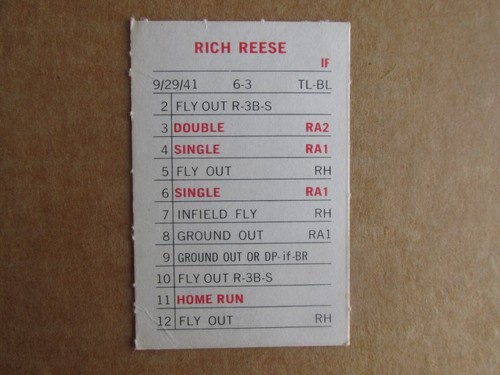 RICH REESE
IF
9/29/41 6-3 TL-BL
2 FLY OUT R-3B-S
3 DOUBLE RA2
4 SINGLE RA1
5 FLY OUT RH
6 SINGLE RA1
7 INFIELD FLY RH
8 GROUND OUT RA1
9 GROUND OUT OR DP-if-BR
10 FLY OUT R-3B-S
11 HOME RUN
12 FLY OUT RH